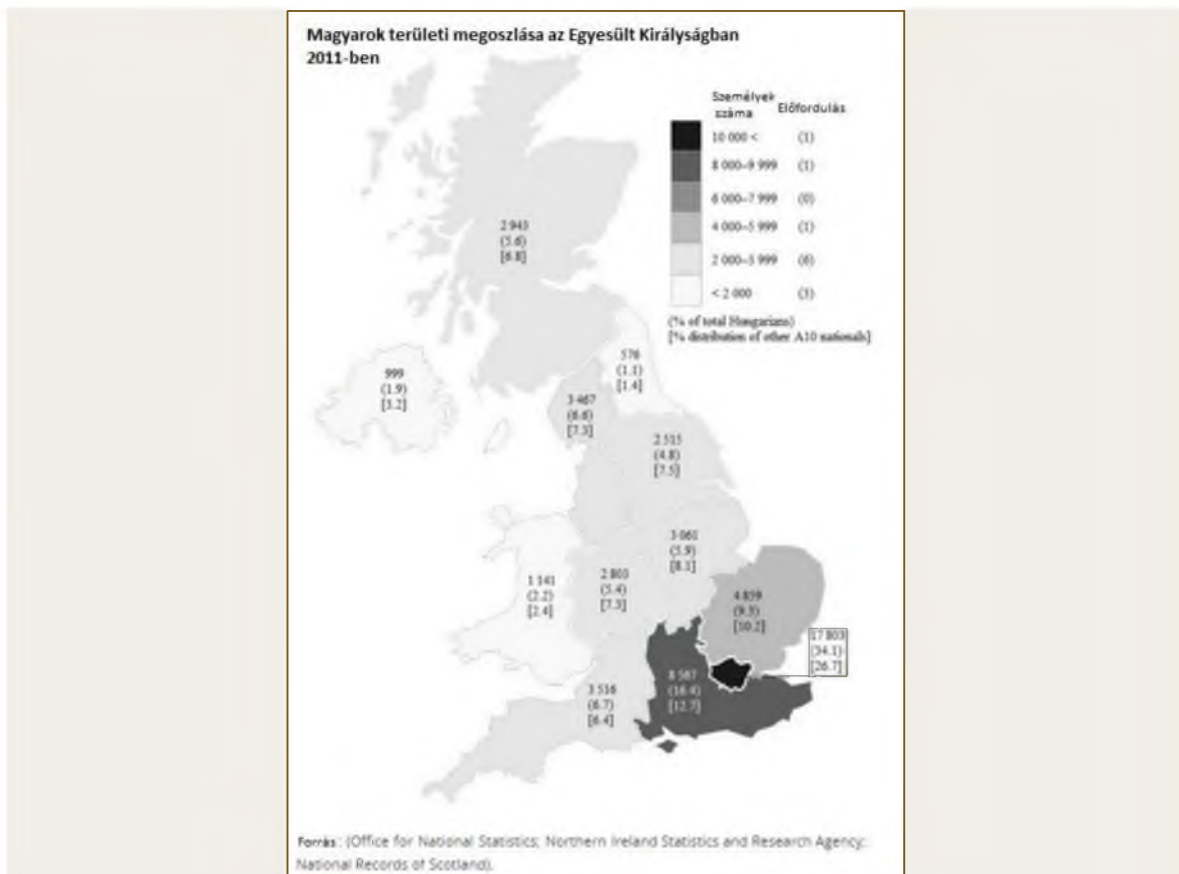 Magyarok területi megoszlása az Egyesült Királyságban
2011-ben
Személyek száma Előfordulás
10 000 < (1)
8 000–9 999 (1)
6 000–7 999 (0)
4 000–5 999 (1)
2 000–3 999 (6)
< 2 000 (3)
(% of total Hungarians)
[% distribution of other A10 nationals]
2 943
(5.6)
[6.8]
576
(1.1)
[1.4]
999
(1.9)
[3.2]
3 467
(6.6)
[7.3]
2 515
(4.8)
[7.5]
3 061
(5.9)
[8.1]
2 803
(5.4)
[7.3]
1 141
(2.2)
[2.4]
4 859
(9.3)
[10.2]
17 803
(34.1)
[26.7]
8 567
(16.4)
[12.7]
3 516
(6.7)
[6.4]
Forrás: (Office for National Statistics; Northern Ireland Statistics and Research Agency;
National Records of Scotland).